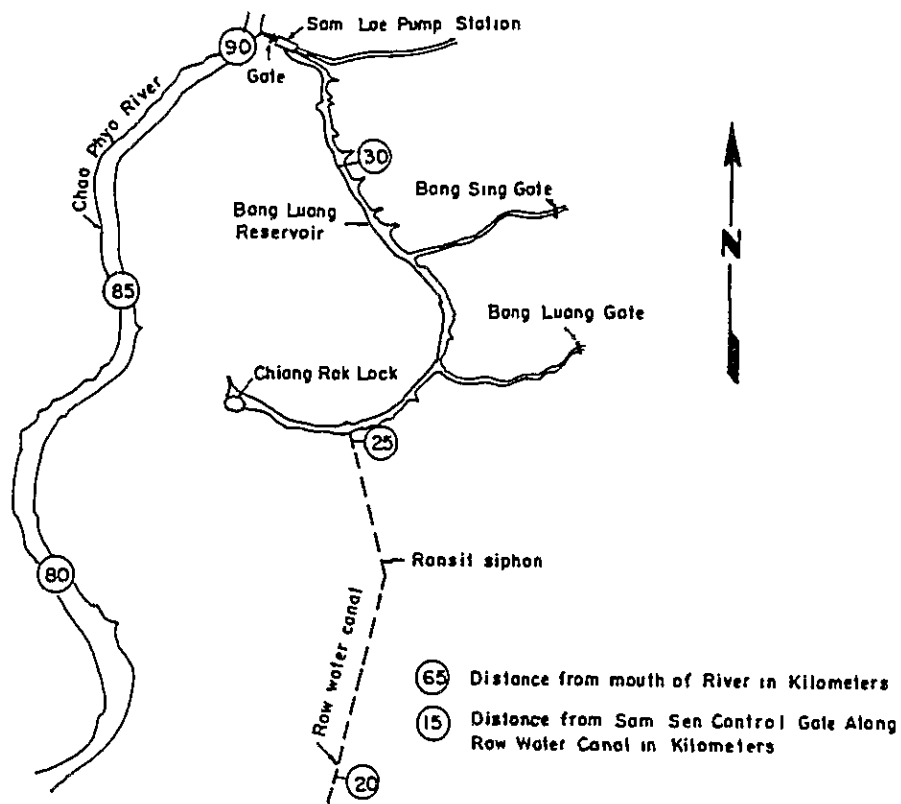 90
Sam Lae Pump Station
Gate
Chao Phya River
30
Bang Sing Gate
Bang Luang
Reservoir
N
85
Bang Luang Gate
Chiang Rak Lock
25
Ransit siphon
80
Raw water canal
65 Distance from mouth of River in Kilometers
15 Distance from Sam Sen Control Gate Along
Raw Water Canal in Kilometers
20